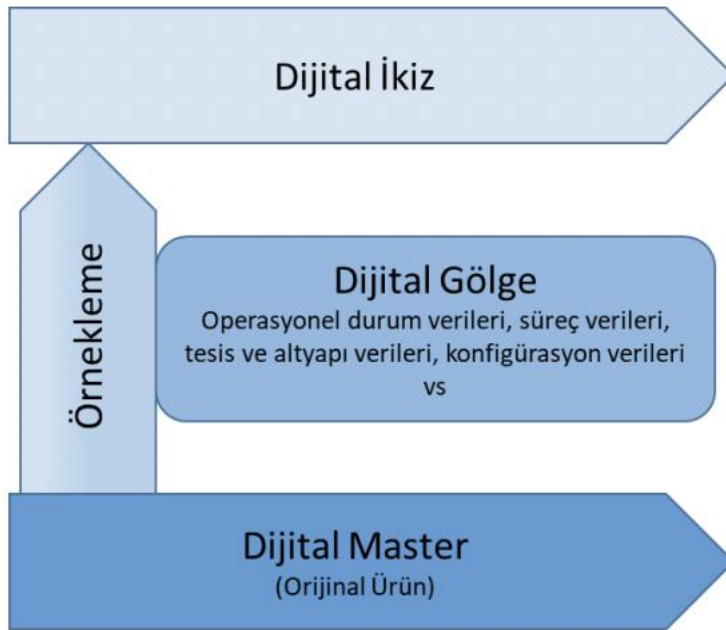 Dijital İkiz
Örnekleme
Dijital Gölge
Operasyonel durum verileri, süreç verileri,
tesis ve altyapı verileri, konfigürasyon verileri
vs
Dijital Master
(Orijinal Ürün)